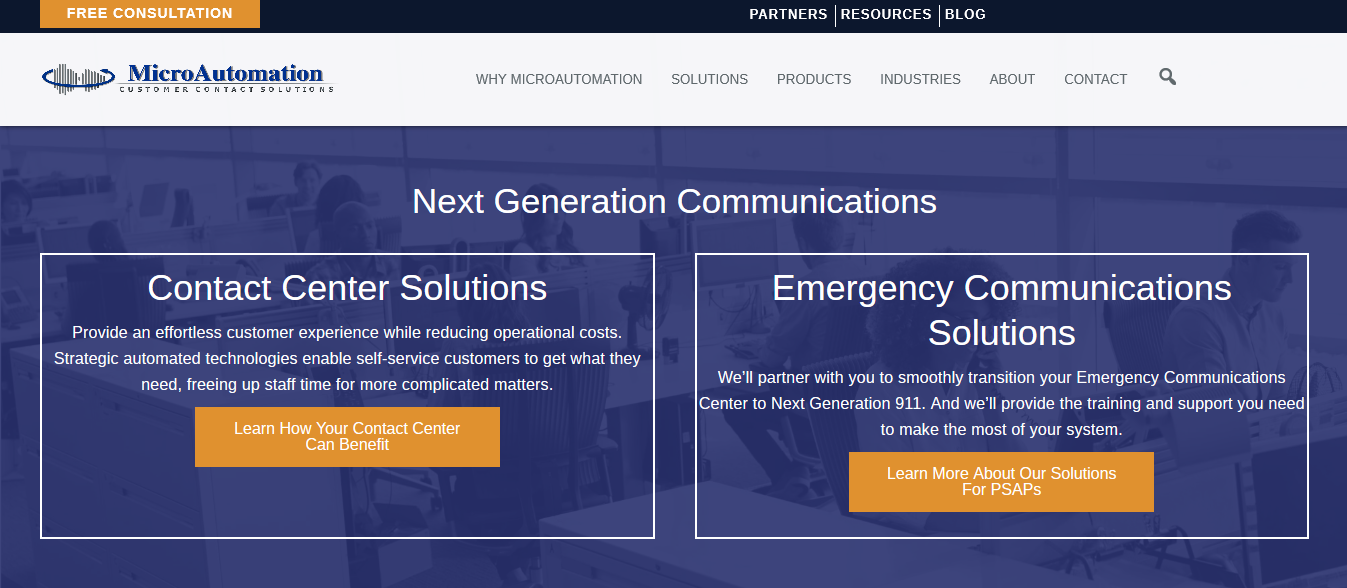 FREE CONSULTATION
PARTNERS RESOURCES BLOG
MicroAutomation
CUSTOMER CONTACT SOLUTIONS
WHY MICROAUTOMATION SOLUTIONS PRODUCTS INDUSTRIES ABOUT CONTACT
Next Generation Communications
Contact Center Solutions
Provide an effortless customer experience while reducing operational costs.
Strategic automated technologies enable self-service customers to get what they
need, freeing up staff time for more complicated matters.
Learn How Your Contact Center
Can Benefit
Emergency Communications
Solutions
We’ll partner with you to smoothly transition your Emergency Communications
Center to Next Generation 911. And we’ll provide the training and support you need
to make the most of your system.
Learn More About Our Solutions
For PSAPs